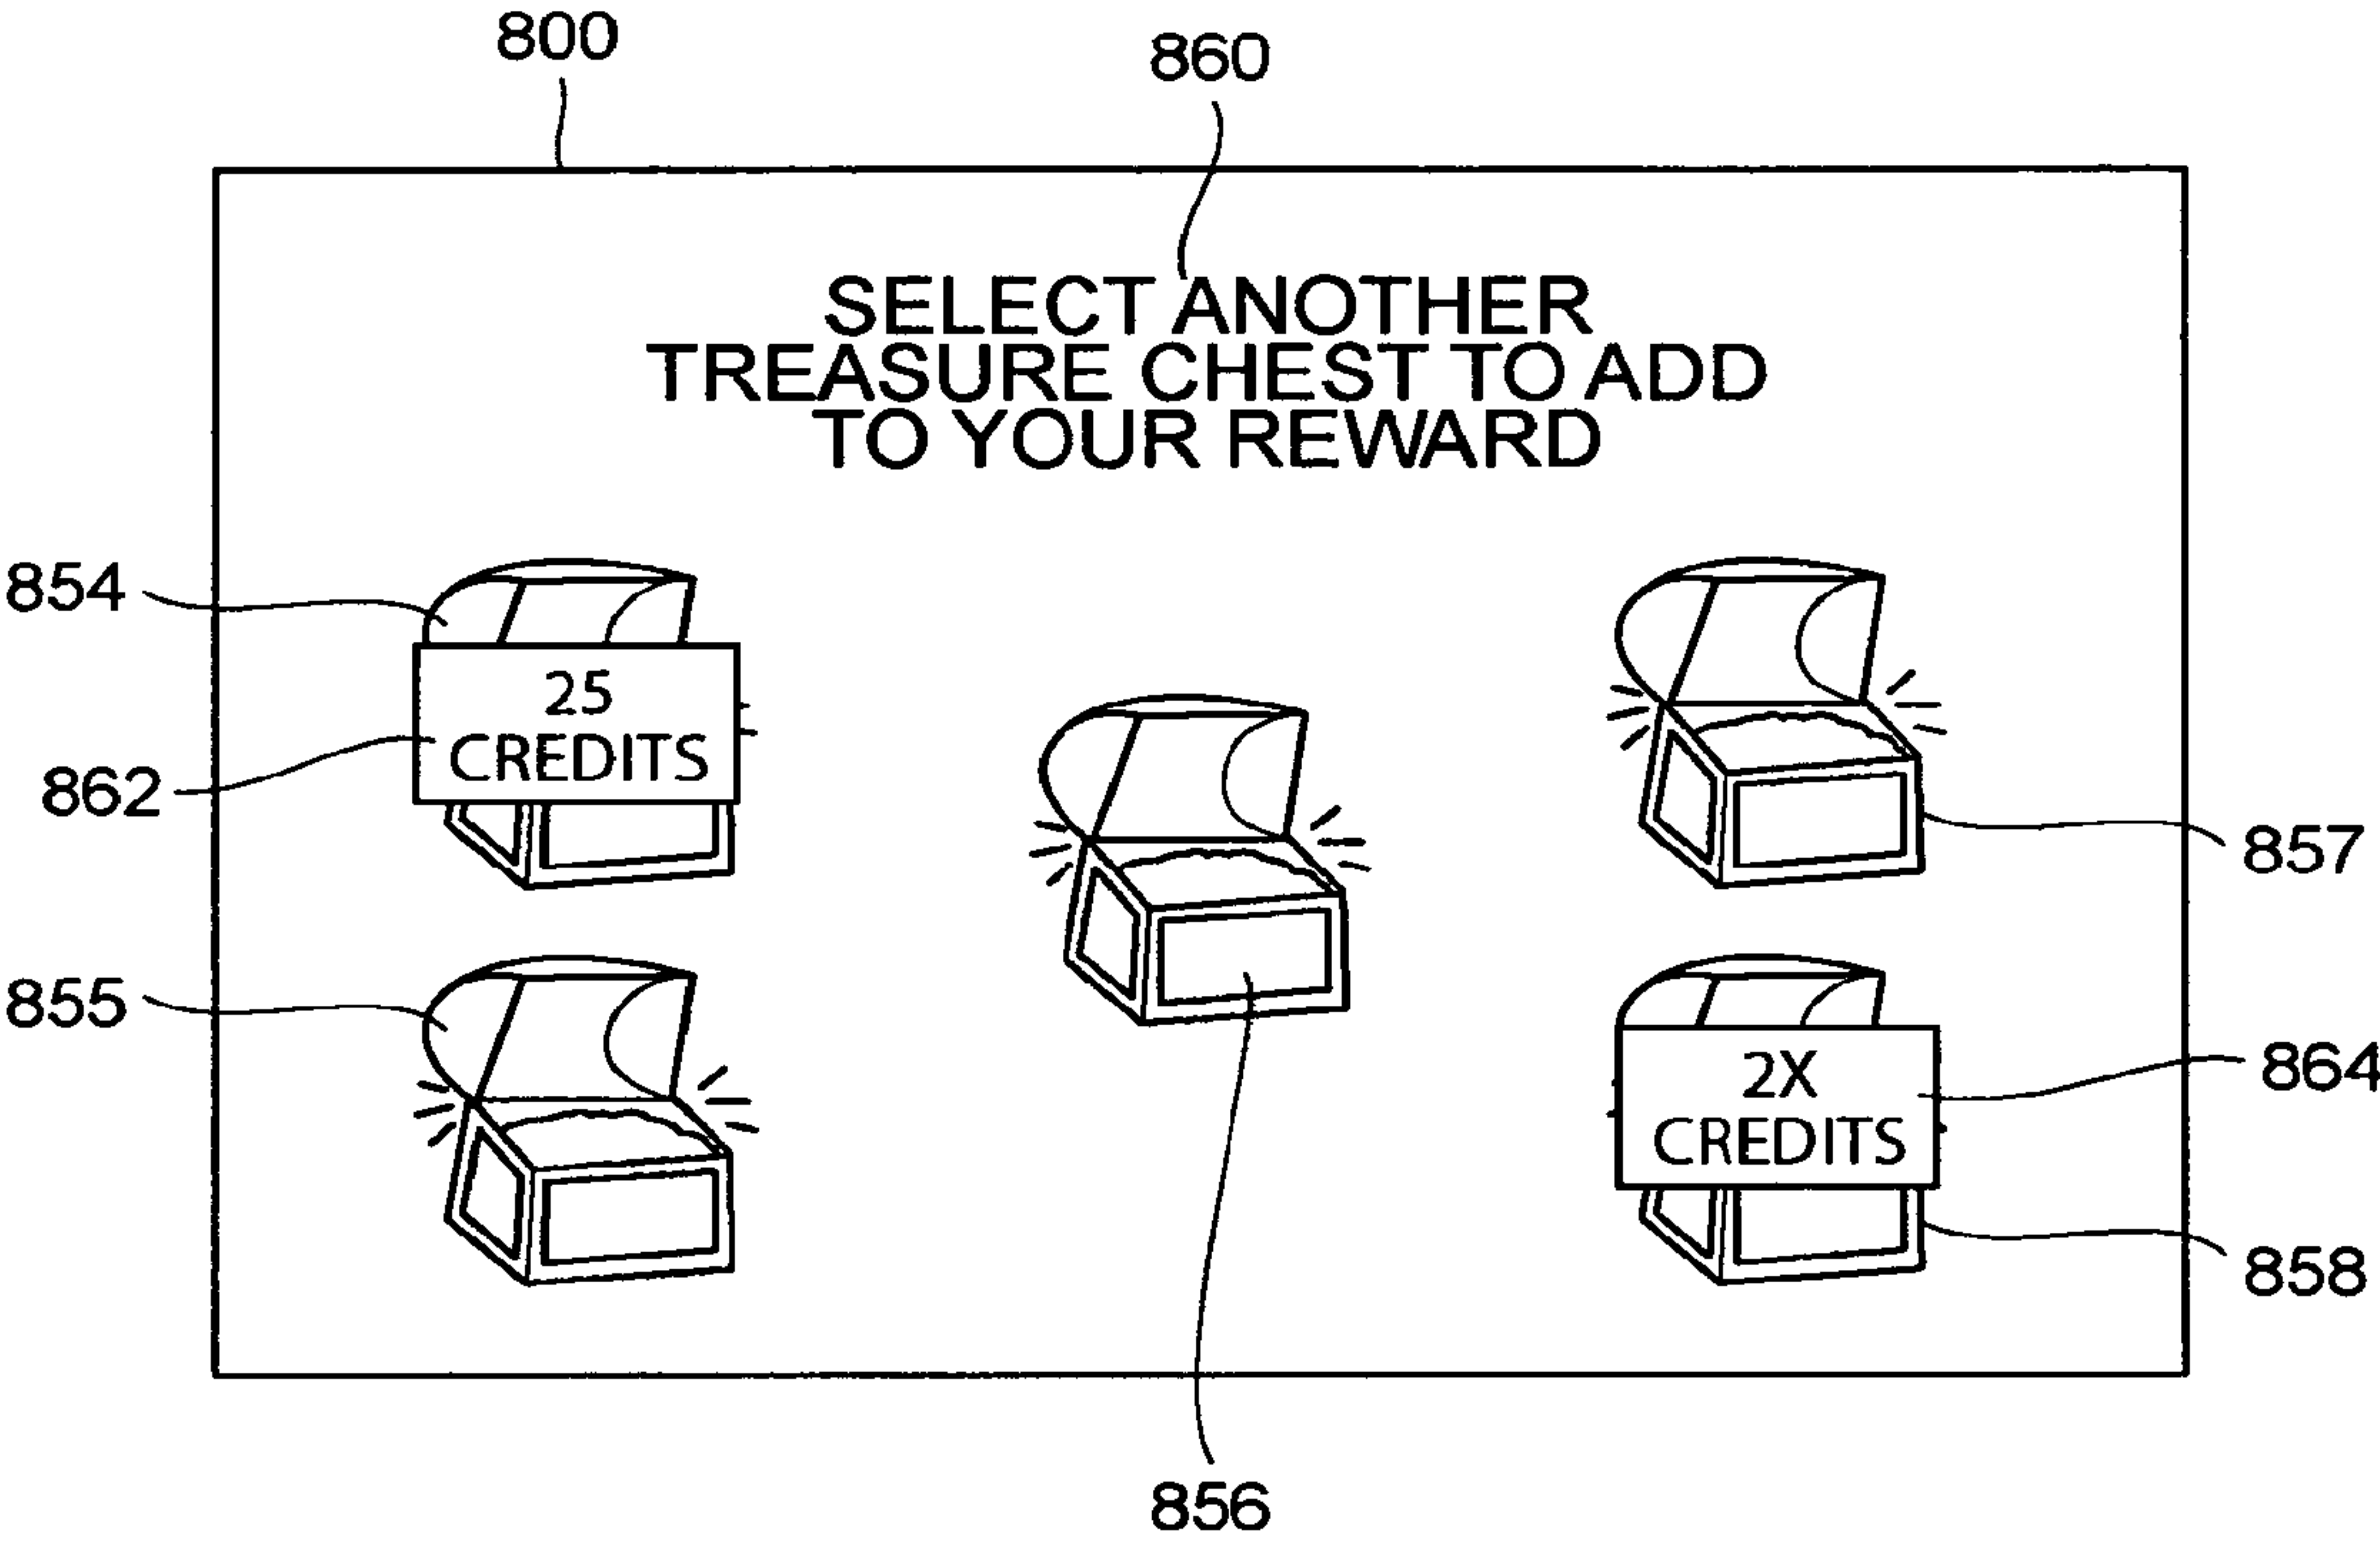 800
860
SELECT ANOTHER
TREASURE CHEST TO ADD
TO YOUR REWARD
854
25
CREDITS
862
857
855
2X
CREDITS
864
858
856